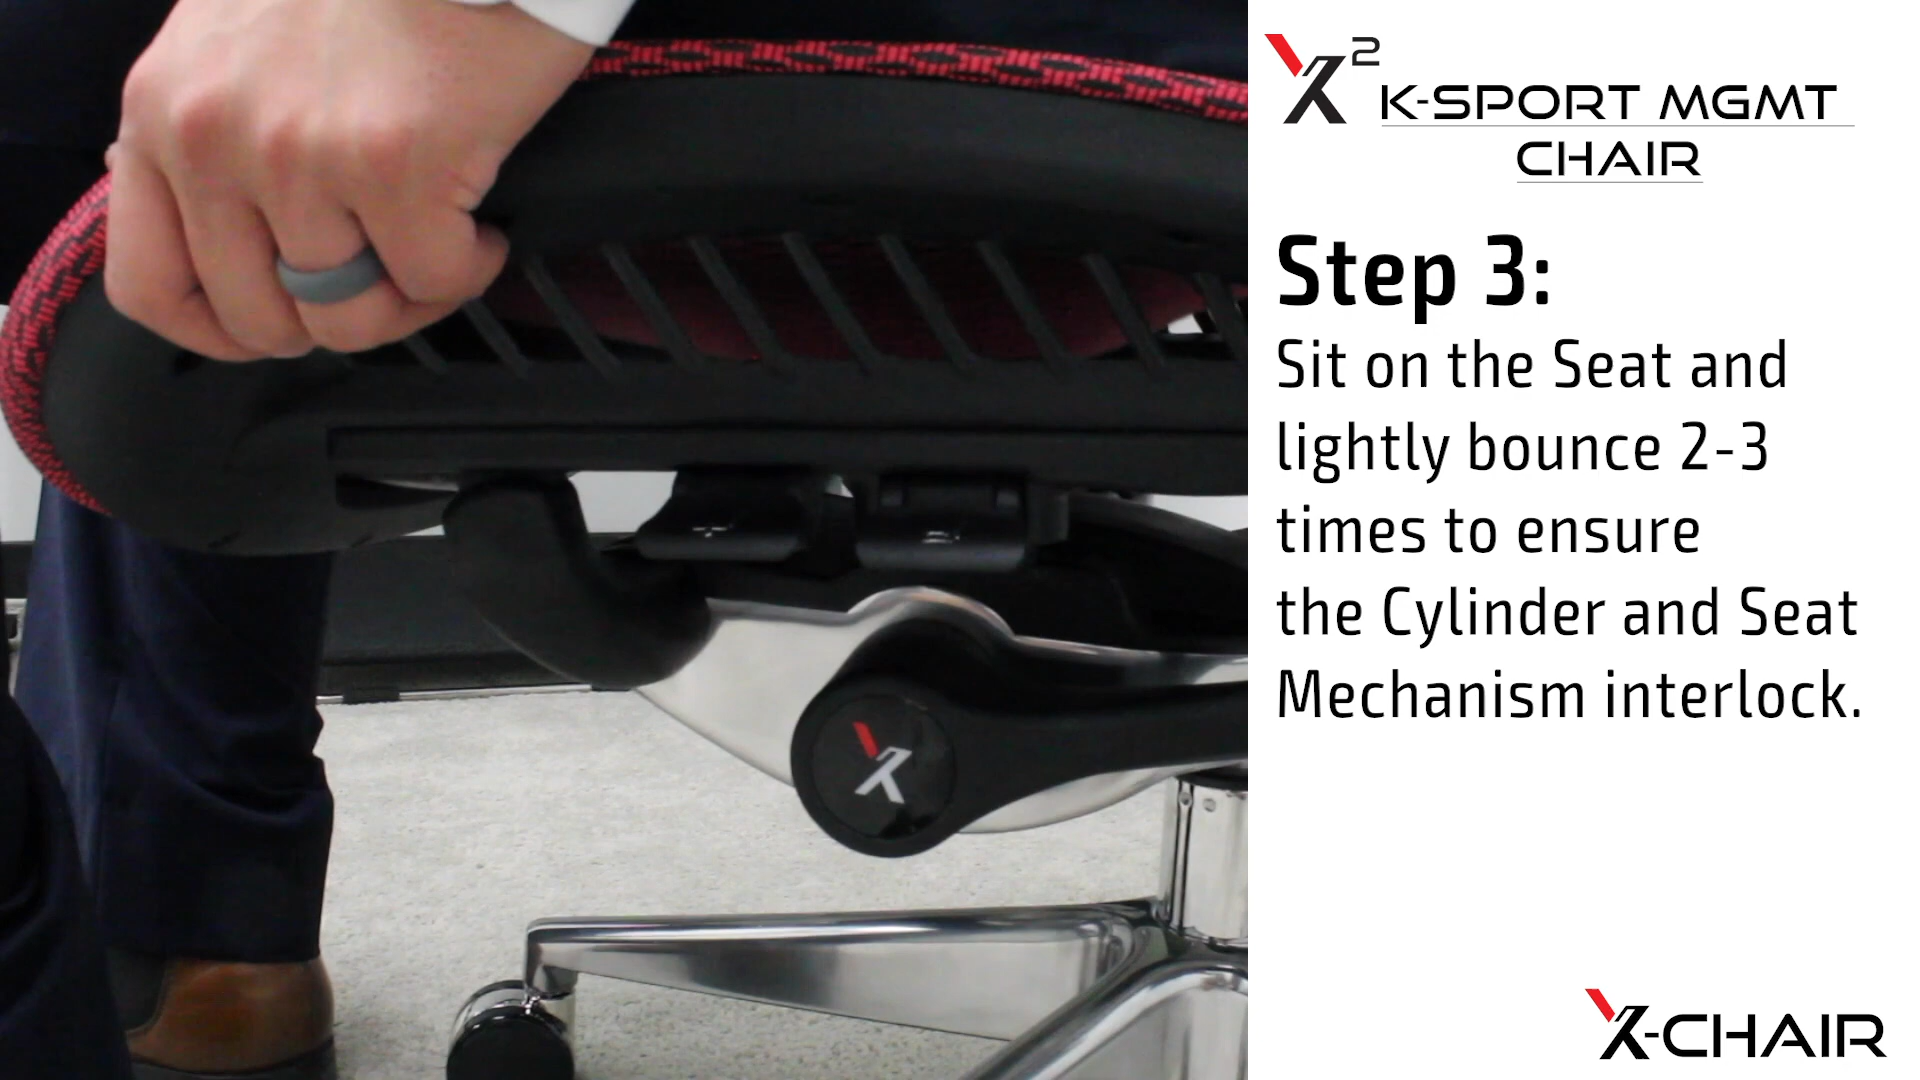 X²
K-SPORT MGMT
CHAIR
Step 3:
Sit on the Seat and
lightly bounce 2-3
times to ensure
the Cylinder and Seat
Mechanism interlock.
X-CHAIR